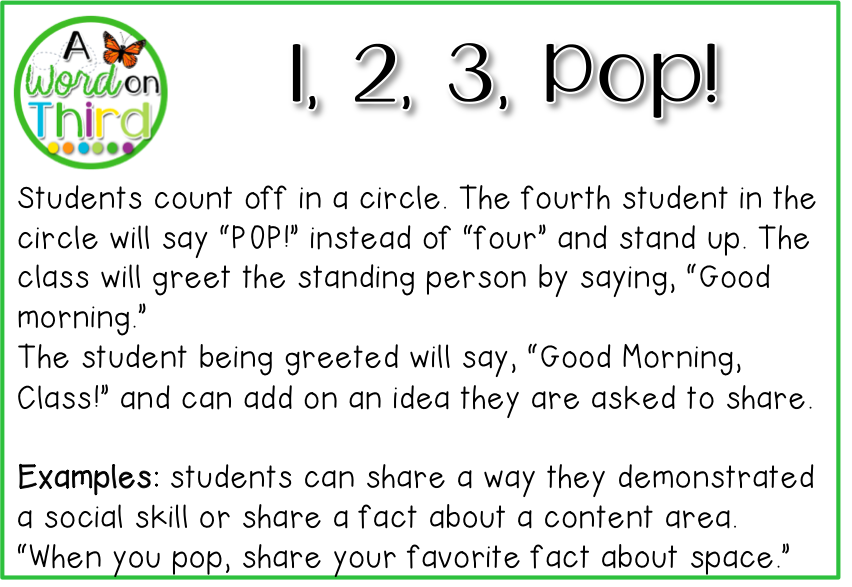 A
Word on
Third
1, 2, 3, Pop!
Students count off in a circle. The fourth student in the
circle will say “POP!” instead of “four” and stand up. The
class will greet the standing person by saying, “Good
morning.”
The student being greeted will say, “Good Morning,
Class!” and can add on an idea they are asked to share.
Examples: students can share a way they demonstrated
a social skill or share a fact about a content area.
“When you pop, share your favorite fact about space.”